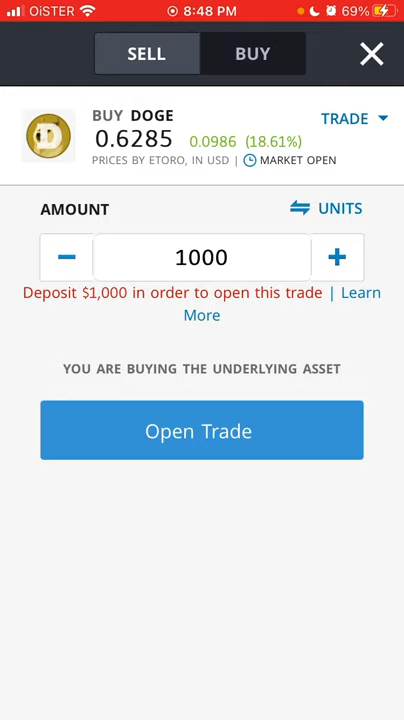 OiSTER 8:48 PM 69%
SELL BUY
BUY DOGE
TRADE
0.6285 0.0986 (18.61%)
PRICES BY ETORO, IN USD | MARKET OPEN
AMOUNT UNITS
1000
Deposit $1,000 in order to open this trade | Learn
More
YOU ARE BUYING THE UNDERLYING ASSET
Open Trade